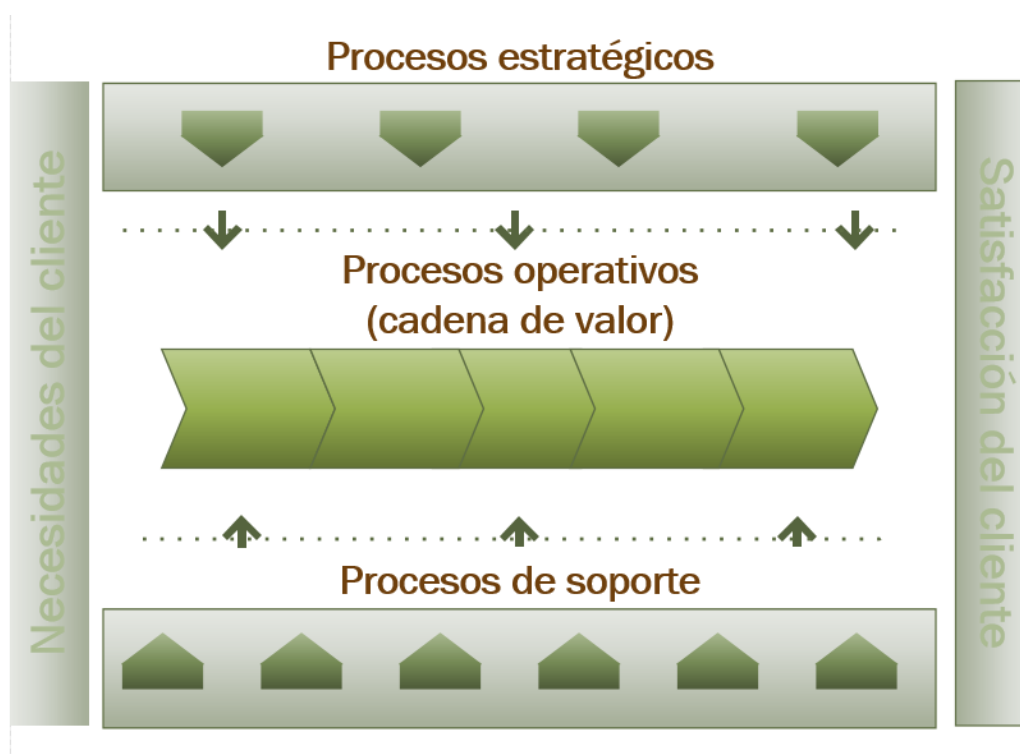 Procesos estratégicos
Necesidades del cliente
Procesos operativos
(cadena de valor)
Satisfacción del cliente
Procesos de soporte